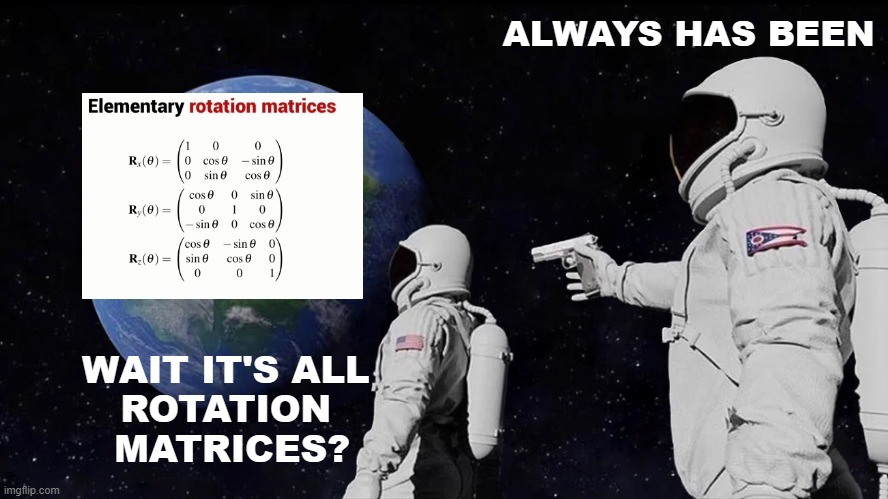 ALWAYS HAS BEEN
Elementary rotation matrices
R_x(θ) = (1 0 0
0 cos θ − sin θ
0 sin θ cos θ)
R_y(θ) = (cos θ 0 sin θ
0 1 0
− sin θ 0 cos θ)
R_z(θ) = (cos θ − sin θ 0
sin θ cos θ 0
0 0 1)
WAIT IT'S ALL
ROTATION
MATRICES?
imgflip.com